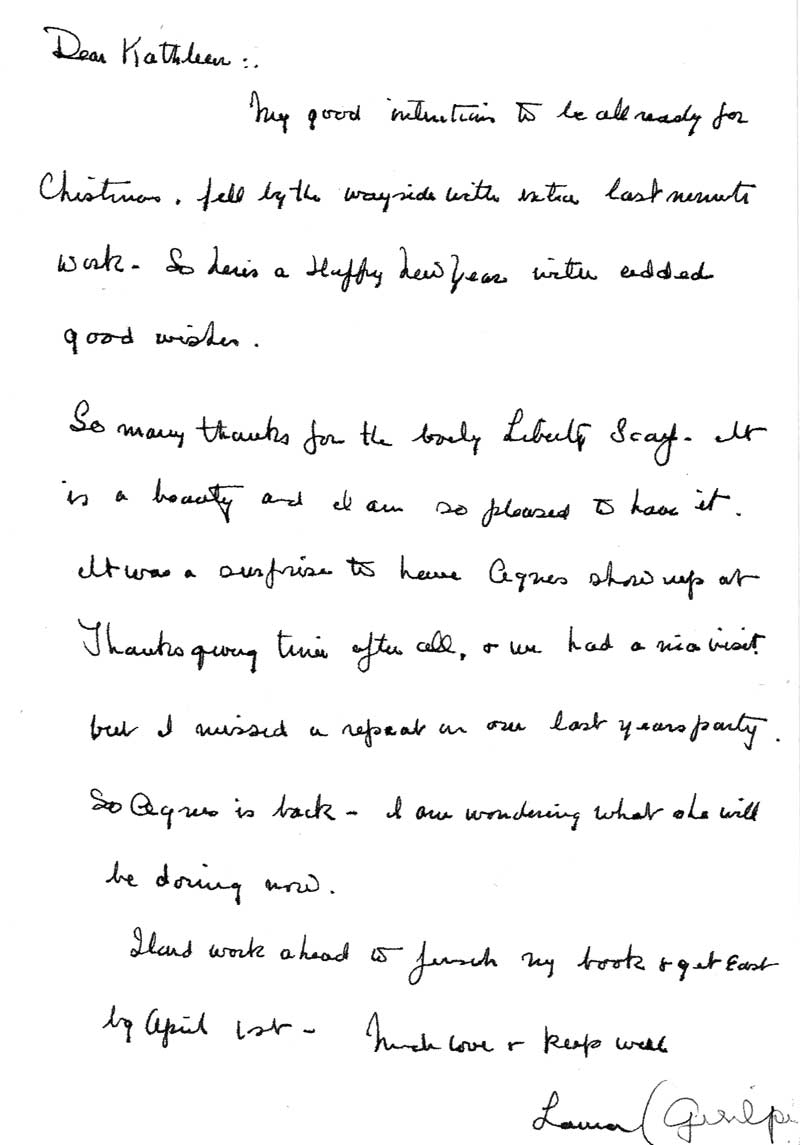 Dear Kathleen:.
My good intentions to be all ready for
Christmas. fell by the wayside with extra last minute
work - So here's a Happy New Year with added
good wishes.
So many thanks for the lovely Liberty Scarf - It
is a beauty and I am so pleased to have it.
It was a surprise to have Agnes show up at
Thanksgiving time after all, & we had a nice visit
but I missed a repeat on our last years party.
So Agnes is back - I am wondering what she will
be doing now.
Hard work ahead to finish my book & get East
by April 1st - Much love & keep well
Laura (